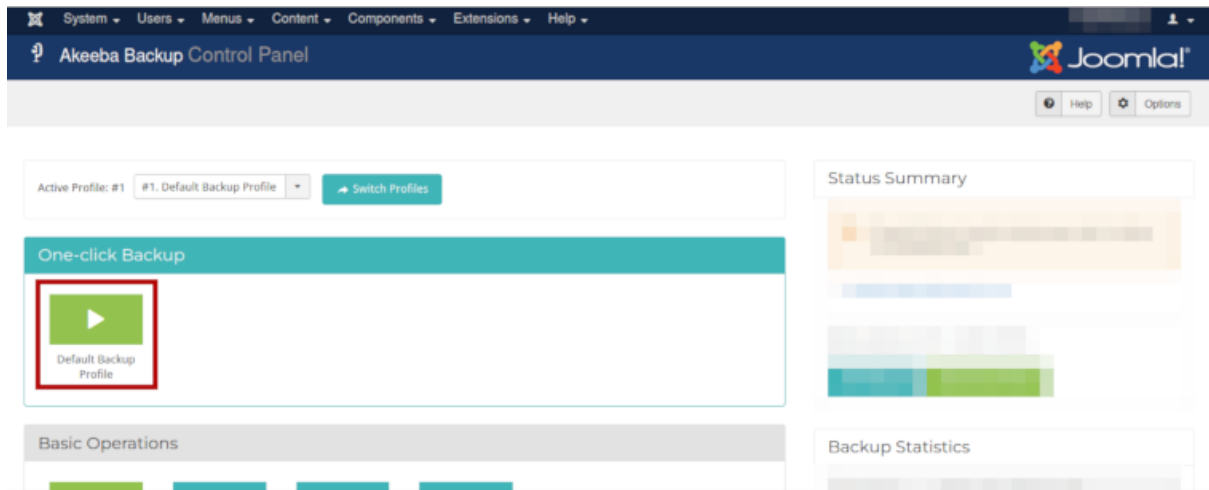 System Users Menus Content Components Extensions Help
Akeeba Backup Control Panel
Joomla!
Help Options
Active Profile: #1 #1. Default Backup Profile Switch Profiles
Status Summary
One-click Backup
Default Backup
Profile
Basic Operations
Backup Statistics